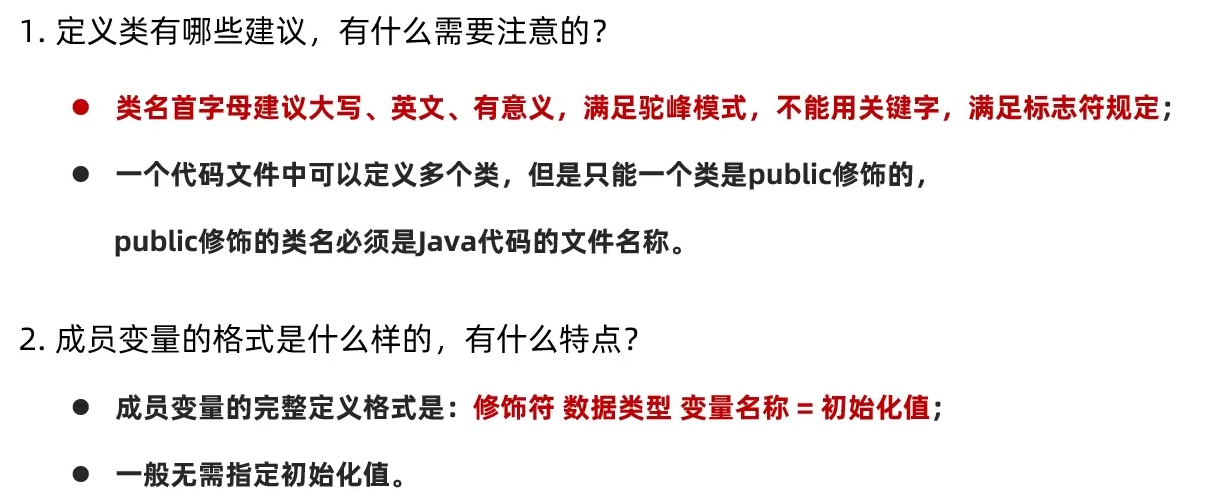 1. 定义类有哪些建议，有什么需要注意的？
● 类名首字母建议大写、英文、有意义，满足驼峰模式，不能用关键字，满足标志符规定；
● 一个代码文件中可以定义多个类，但是只能一个类是public修饰的，
public修饰的类名必须是Java代码的文件名称。
2. 成员变量的格式是什么样的，有什么特点？
● 成员变量的完整定义格式是：修饰符 数据类型 变量名称 = 初始化值；
● 一般无需指定初始化值。